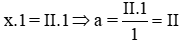 x.1 = II.1 ⇒ a = II.1/1 = II